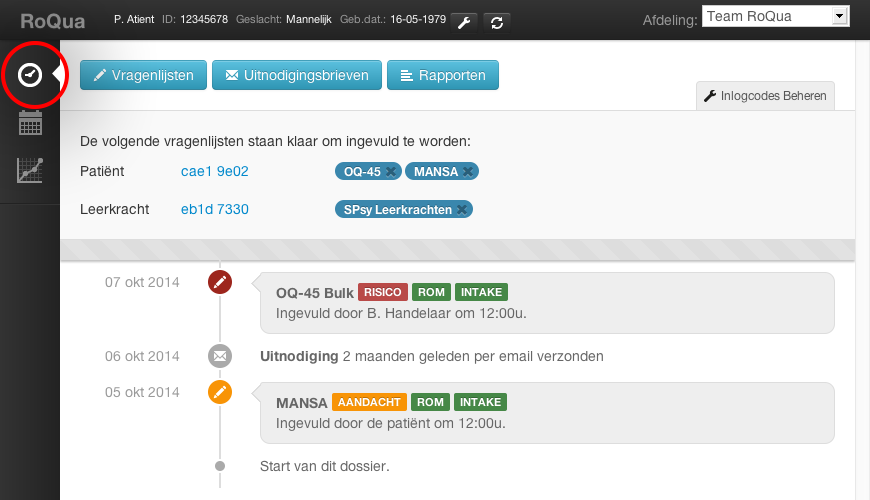 RoQua P. Atient ID: 12345678 Geslacht: Mannelijk Geb.dat.: 16-05-1979 Afdeling: Team RoQua
Vragenlijsten Uitnodigingsbrieven Rapporten
Inlogcodes Beheren
De volgende vragenlijsten staan klaar om ingevuld te worden:
Patiënt cae1 9e02 OQ-45 MANSA
Leerkracht eb1d 7330 SPsy Leerkrachten
07 okt 2014 OQ-45 Bulk RISICO ROM INTAKE
Ingevuld door B. Handelaar om 12:00u.
06 okt 2014 Uitnodiging 2 maanden geleden per email verzonden
05 okt 2014 MANSA AANDACHT ROM INTAKE
Ingevuld door de patiënt om 12:00u.
Start van dit dossier.